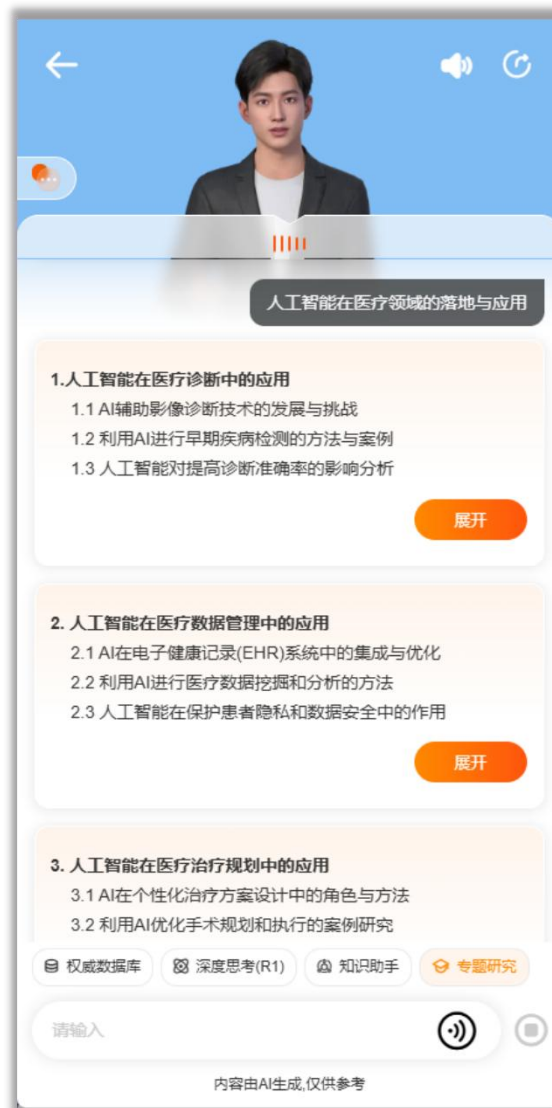 人工智能在医疗领域的落地与应用
1.人工智能在医疗诊断中的应用
1.1 AI辅助影像诊断技术的发展与挑战
1.2 利用AI进行早期疾病检测的方法与案例
1.3 人工智能对提高诊断准确率的影响分析
展开
2. 人工智能在医疗数据管理中的应用
2.1 AI在电子健康记录(EHR)系统中的集成与优化
2.2 利用AI进行医疗数据挖掘和分析的方法
2.3 人工智能在保护患者隐私和数据安全中的作用
展开
3. 人工智能在医疗治疗规划中的应用
3.1 AI在个性化治疗方案设计中的角色与方法
3.2 利用AI优化手术规划和执行的案例研究
权威数据库 深度思考(R1) 知识助手 专题研究
请输入
内容由AI生成,仅供参考